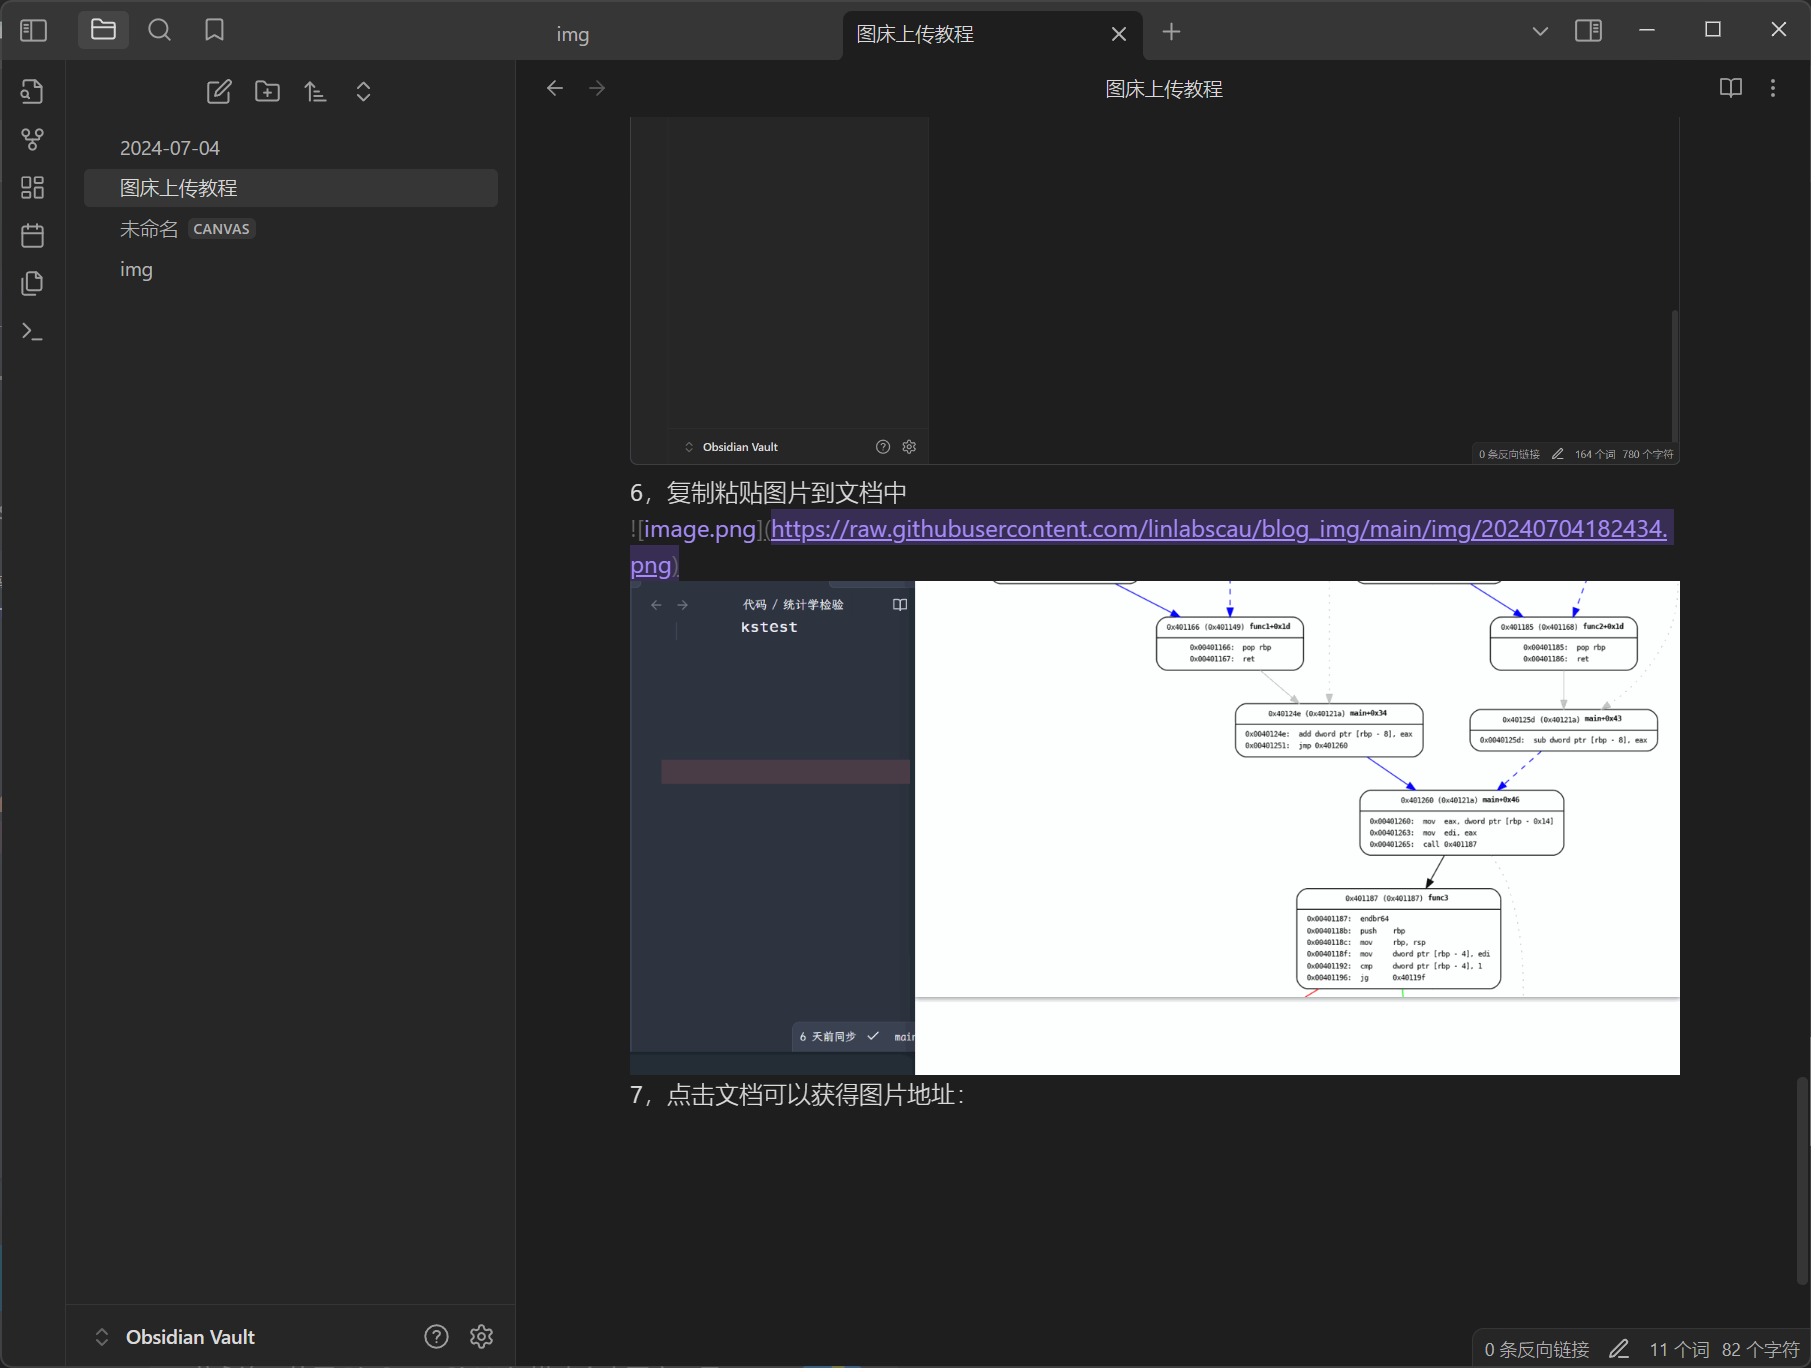 img
图床上传教程
图床上传教程
2024-07-04
图床上传教程
未命名 CANVAS
img
Obsidian Vault
0 条反向链接 164 个词 780 个字符
6，复制粘贴图片到文档中
![image.png](https://raw.githubusercontent.com/linlabscau/blog_img/main/img/20240704182434.
png)
代码 / 统计学检验
kstest
6 天前同步 main
0x401166 (0x401149) func1+0x1d
0x00401166: pop rbp
0x00401167: ret
0x401185 (0x401168) func2+0x1d
0x00401185: pop rbp
0x00401186: ret
0x40124e (0x40121a) main+0x34
0x0040124e: add dword ptr [rbp - 8], eax
0x00401251: jmp 0x401260
0x40125d (0x40121a) main+0x43
0x0040125d: sub dword ptr [rbp - 8], eax
0x401260 (0x40121a) main+0x46
0x00401260: mov eax, dword ptr [rbp - 0x14]
0x00401263: mov edi, eax
0x00401265: call 0x401187
0x401187 (0x401187) func3
0x00401187: endbr64
0x0040118b: push rbp
0x0040118c: mov rbp, rsp
0x0040118f: mov dword ptr [rbp - 4], edi
0x00401192: cmp dword ptr [rbp - 4], 1
0x00401196: jg 0x40119f
7，点击文档可以获得图片地址：
Obsidian Vault
0 条反向链接 11 个词 82 个字符